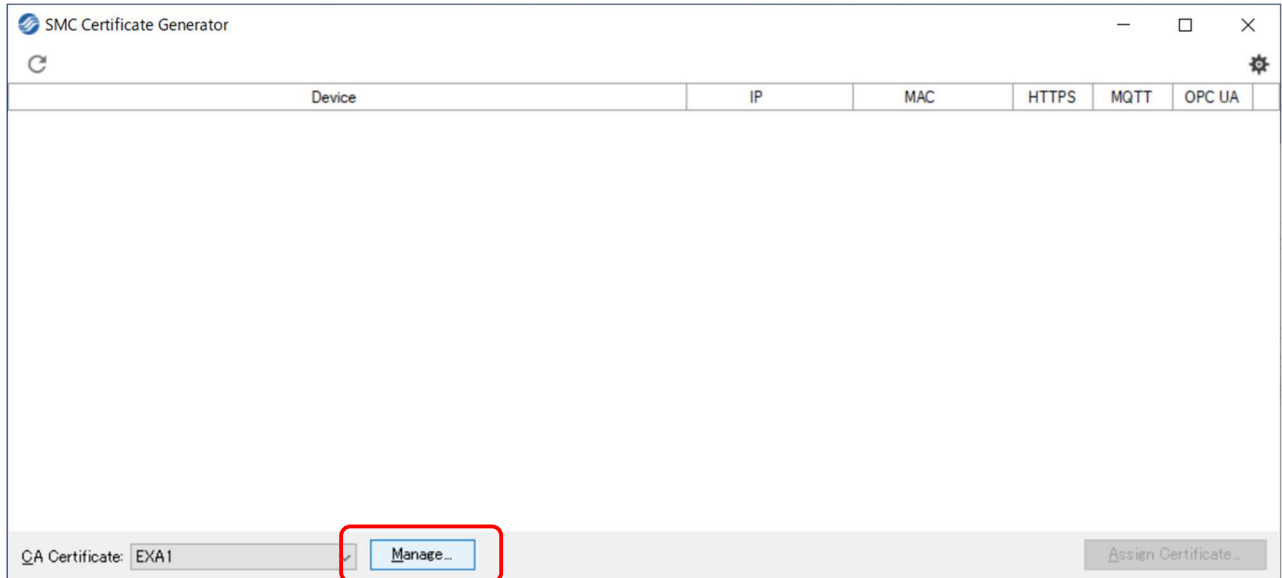 SMC Certificate Generator
Device IP MAC HTTPS MQTT OPC UA
CA Certificate: EXA1 Manage... Assign Certificate...